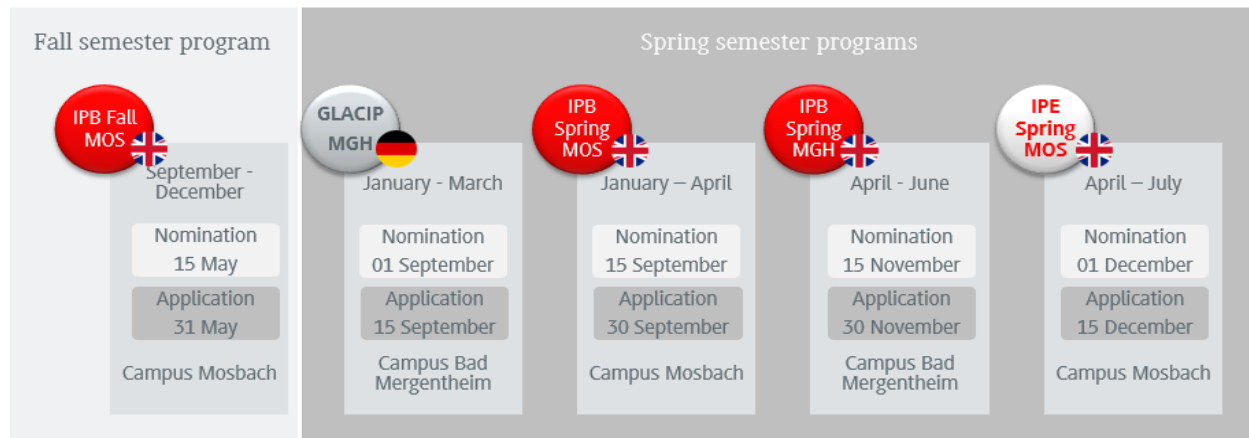 Fall semester program
IPB Fall
MOS
September -
December
Nomination
15 May
Application
31 May
Campus Mosbach
Spring semester programs
GLACIP
MGH
January - March
Nomination
01 September
Application
15 September
Campus Bad
Mergentheim
IPB
Spring
MOS
January – April
Nomination
15 September
Application
30 September
Campus Mosbach
IPB
Spring
MGH
April - June
Nomination
15 November
Application
30 November
Campus Bad
Mergentheim
IPE
Spring
MOS
April – July
Nomination
01 December
Application
15 December
Campus Mosbach